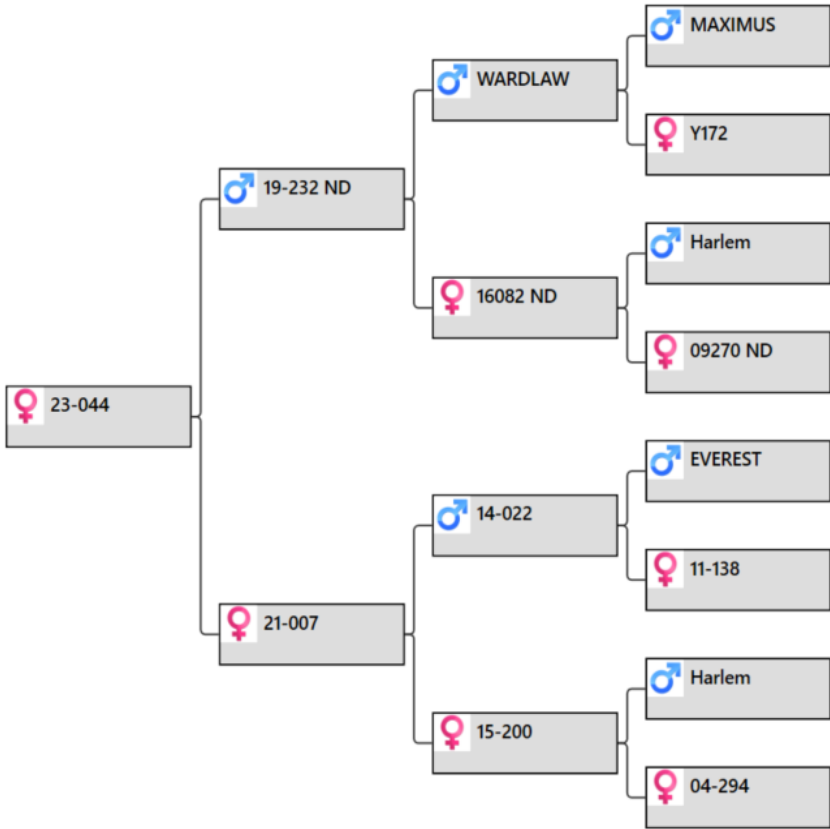 MAXIMUS
WARDLAW
Y172
19-232 ND
Harlem
16082 ND
09270 ND
23-044
EVEREST
14-022
11-138
21-007
Harlem
15-200
04-294